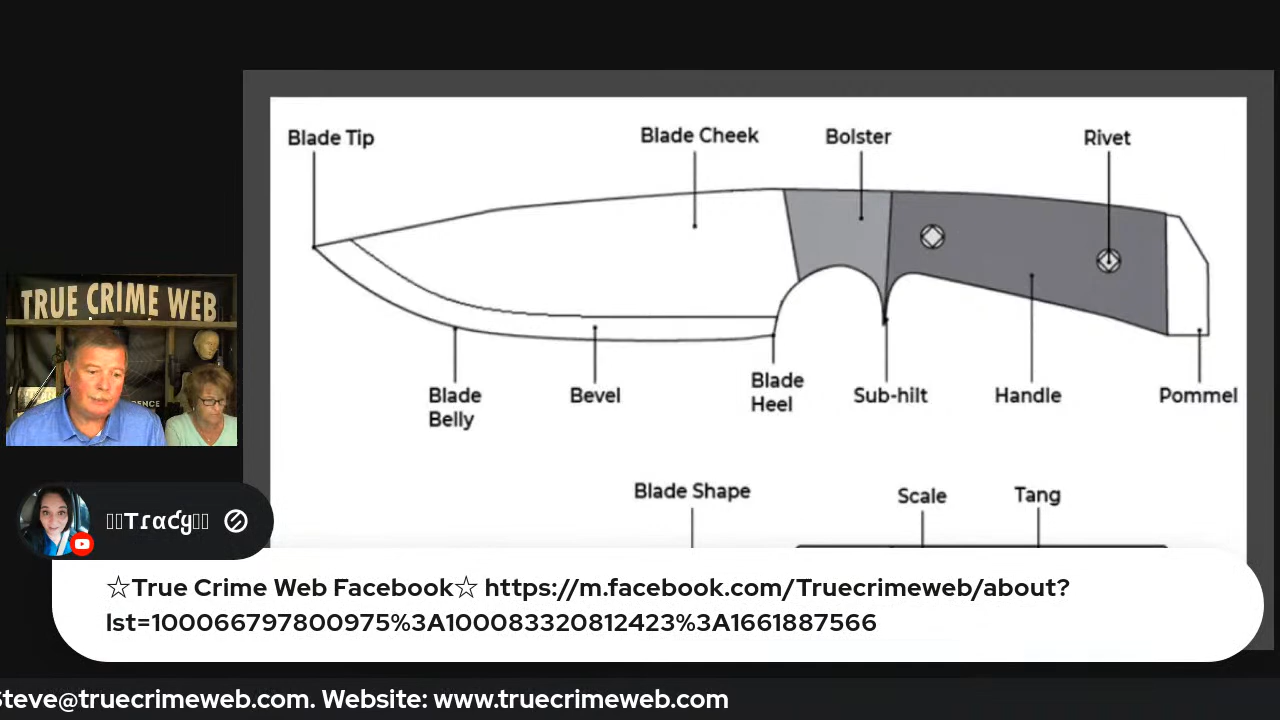 Blade Tip
Blade Cheek
Bolster
Rivet
Blade
Belly
Bevel
Blade
Heel
Sub-hilt
Handle
Pommel
Blade Shape
Scale
Tang
TRUE CRIME WEB
Tracy
☆True Crime Web Facebook☆ https://m.facebook.com/Truecrimeweb/about?
lst=100066797800975%3A100083320812423%3A1661887566
Steve@truecrimeweb.com. Website: www.truecrimeweb.com